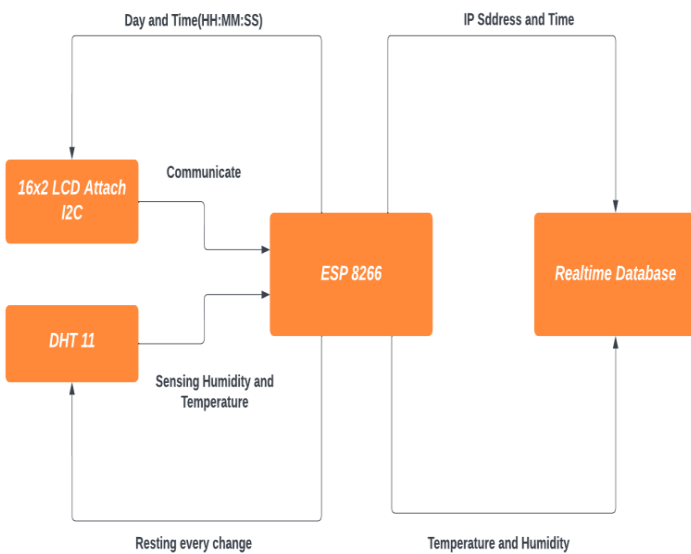 Day and Time(HH:MM:SS)
IP Sddress and Time
Communicate
16x2 LCD Attach
I2C
ESP 8266
Realtime Database
DHT 11
Sensing Humidity and
Temperature
Resting every change
Temperature and Humidity